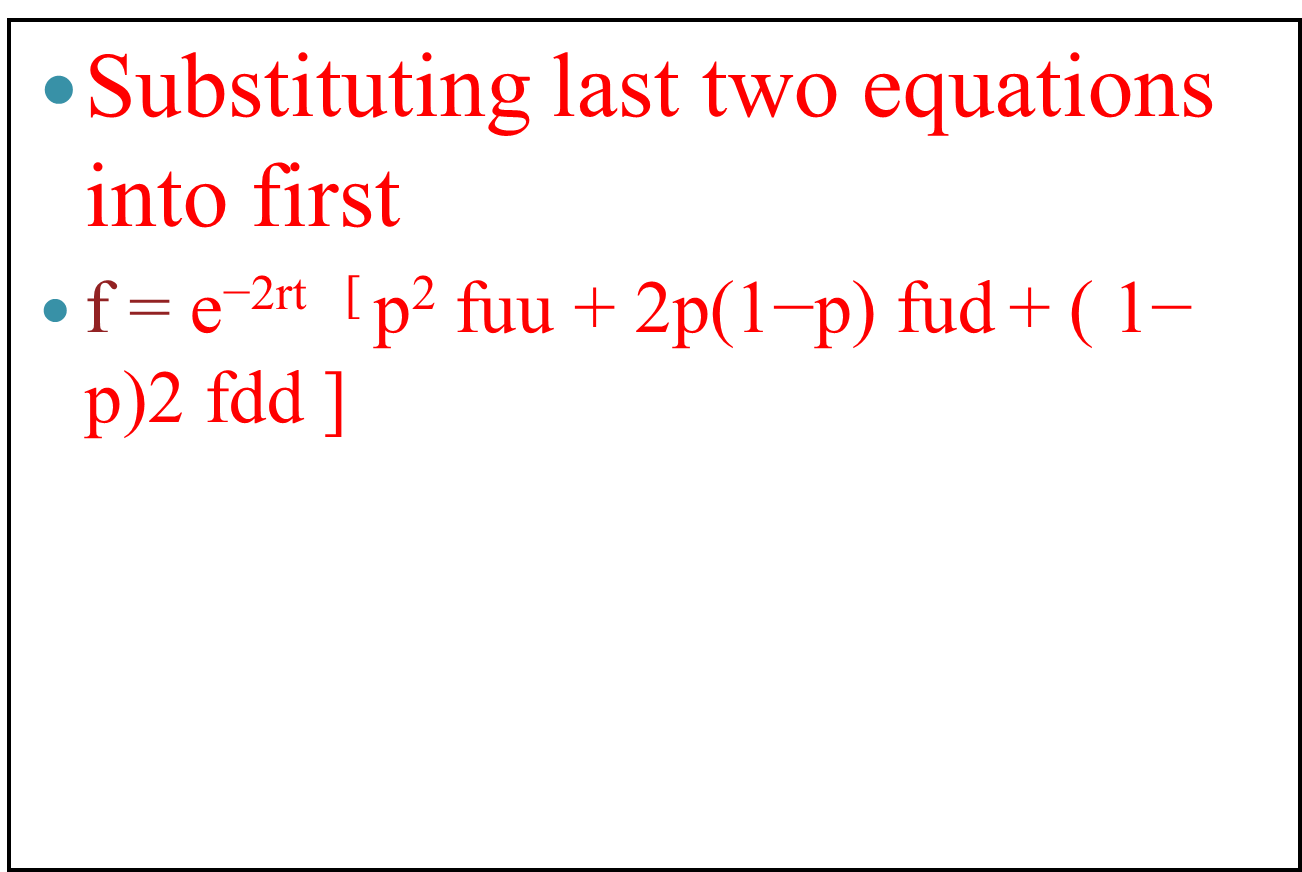 • Substituting last two equations
into first
• f = e⁻²ʳᵗ [ p² fuu + 2p(1−p) fud + ( 1−
p)2 fdd ]